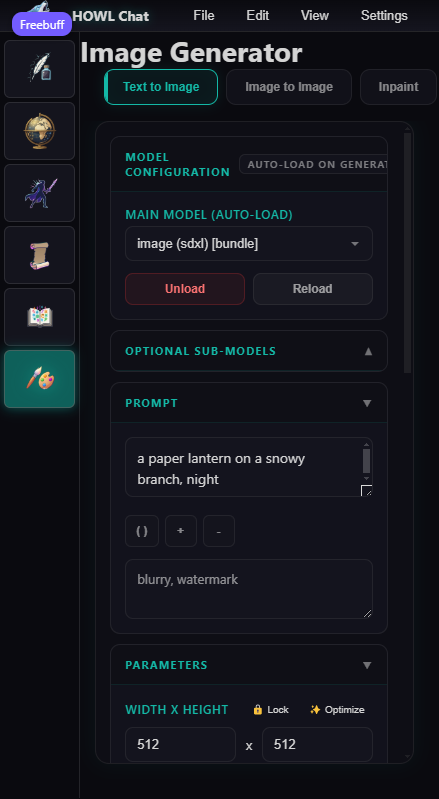 HOWL Chat
File
Edit
View
Settings
Freebuff
Image Generator
Text to Image
Image to Image
Inpaint
MODEL
CONFIGURATION
AUTO-LOAD ON GENERAT
MAIN MODEL (AUTO-LOAD)
image (sdxl) [bundle]
Unload
Reload
OPTIONAL SUB-MODELS
PROMPT
a paper lantern on a snowy
branch, night
( )
+
-
blurry, watermark
PARAMETERS
WIDTH X HEIGHT
Lock
Optimize
512
x
512